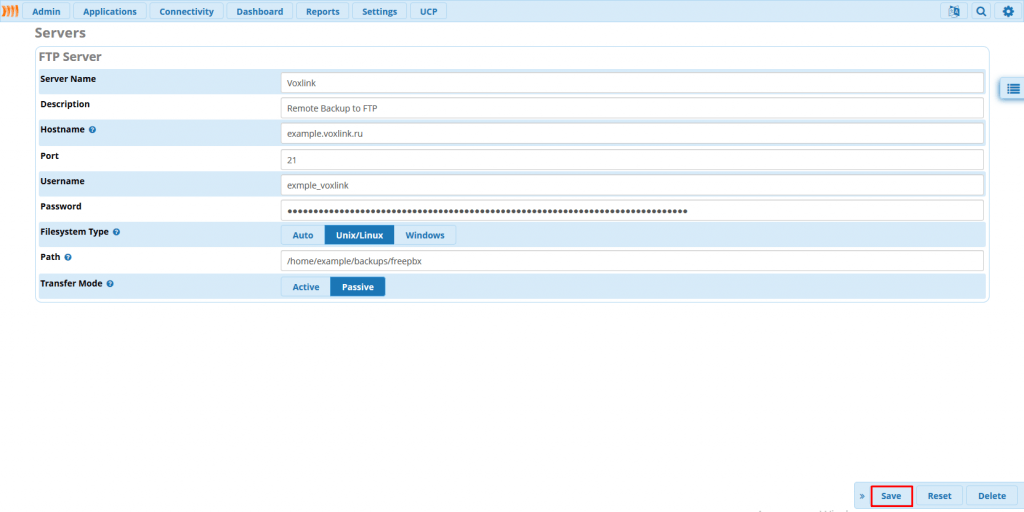 Admin Applications Connectivity Dashboard Reports Settings UCP
Servers
FTP Server
Server Name Voxlink
Description Remote Backup to FTP
Hostname example.voxlink.ru
Port 21
Username exmple_voxlink
Password
Filesystem Type Auto Unix/Linux Windows
Path /home/example/backups/freepbx
Transfer Mode Active Passive
» Save Reset Delete